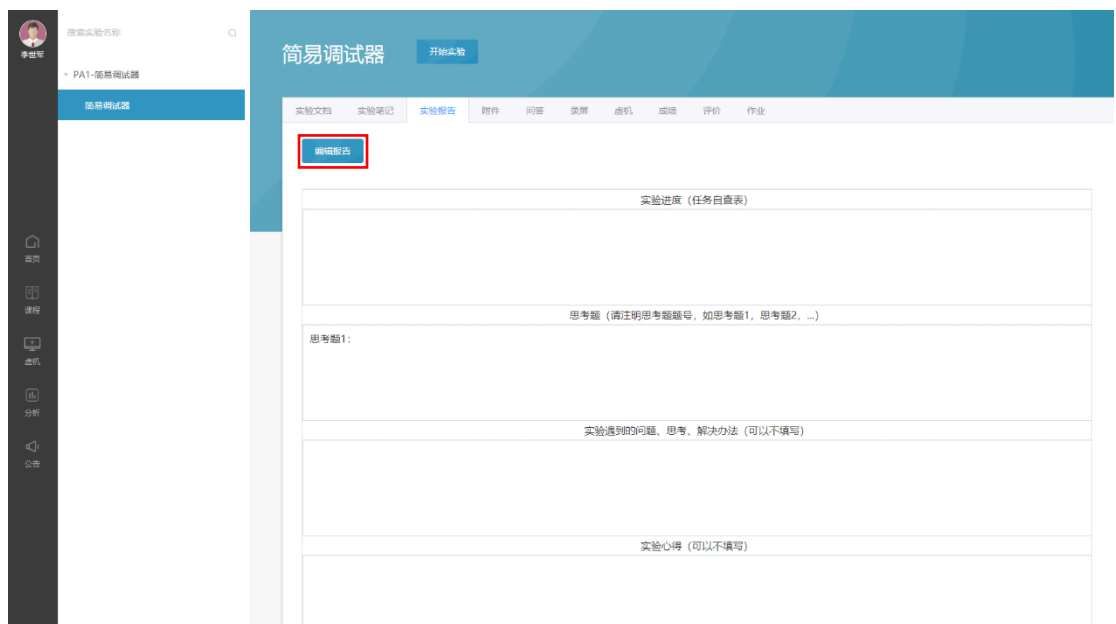 李世军
首页
课程
虚机
分析
公告
搜索实验名称
PA1-简易调试器
简易调试器
简易调试器
开始实验
实验文档 实验笔记 实验报告 附件 问答 录屏 虚机 成绩 评价 作业
编辑报告
实验进度（任务自查表）
思考题（请注明思考题题号，如思考题1，思考题2，...）
思考题1：
实验遇到的问题、思考、解决办法（可以不填写）
实验心得（可以不填写）